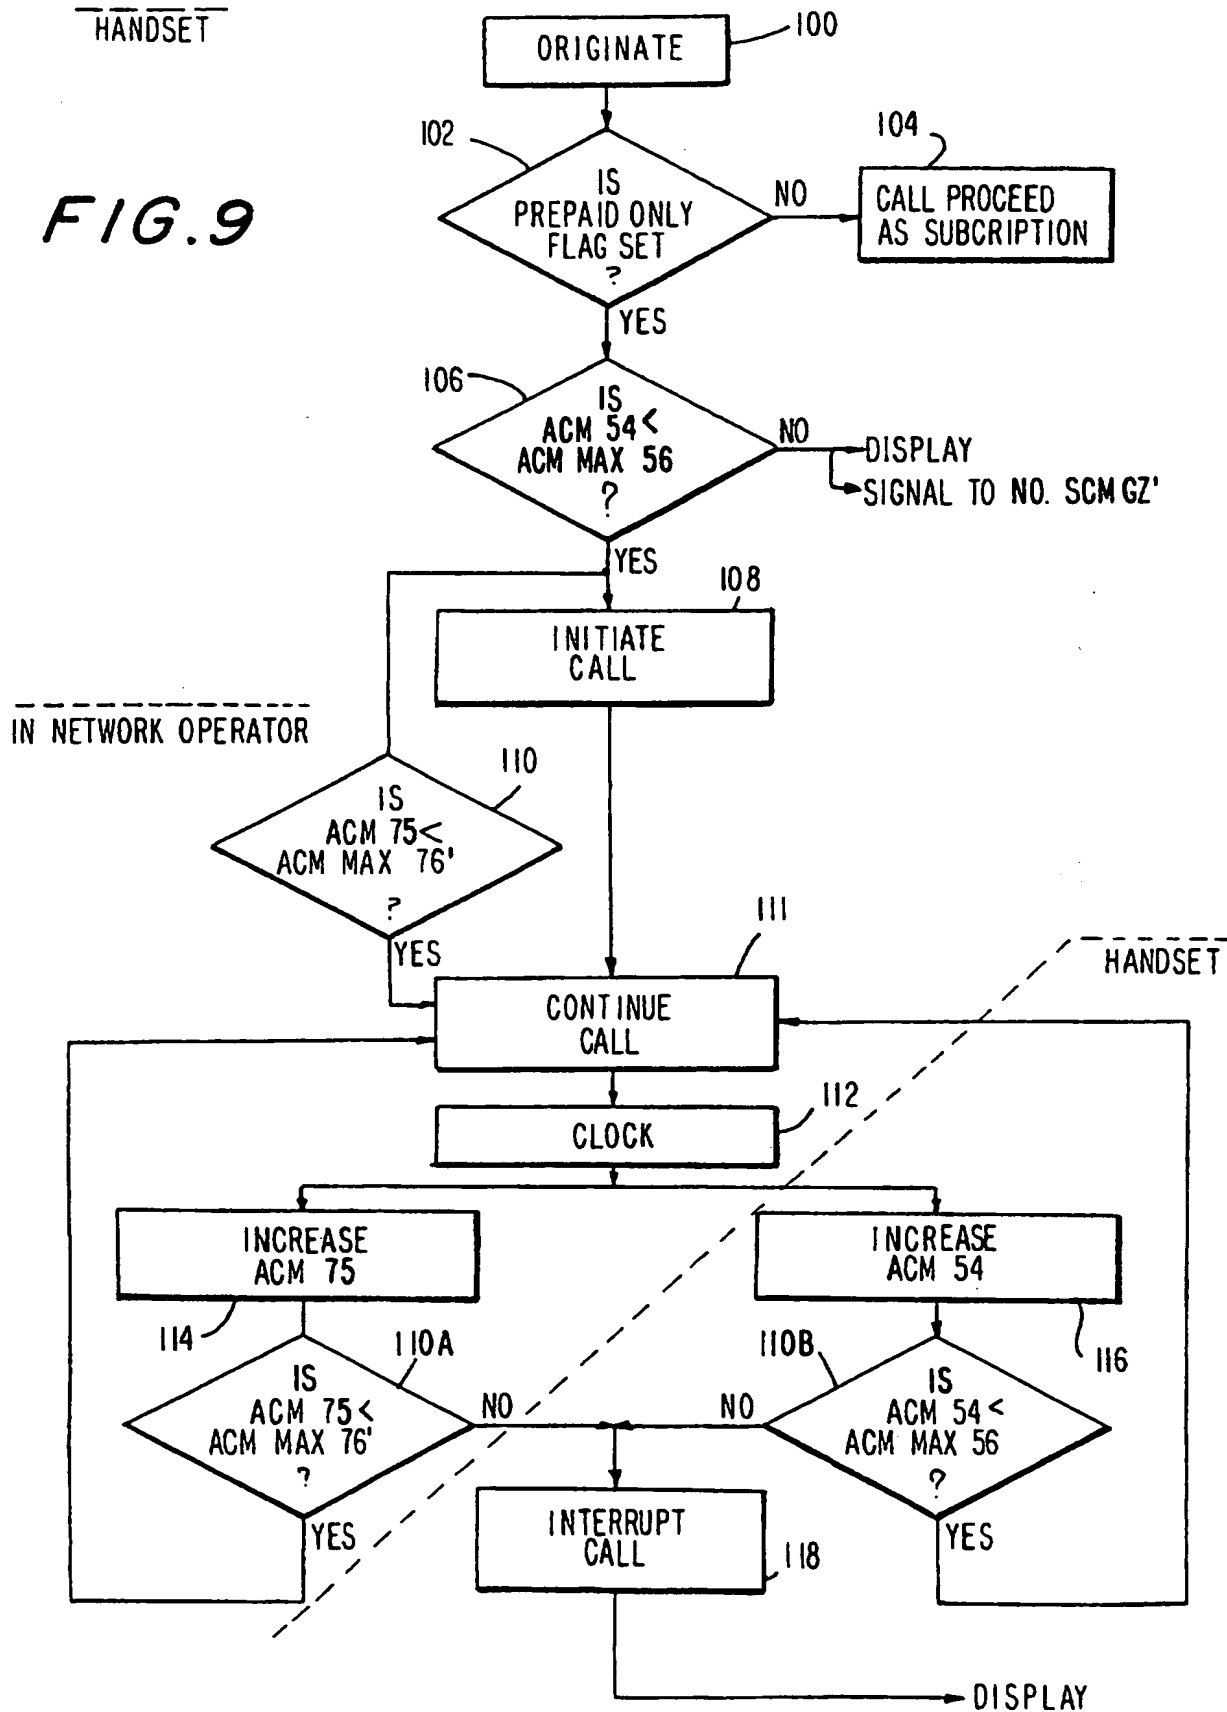 HANDSET
FIG.9
ORIGINATE
100
102
IS
PREPAID ONLY
FLAG SET
?
NO
104
CALL PROCEED
AS SUBCRIPTION
YES
106
IS
ACM 54<
ACM MAX 56
?
NO
DISPLAY
SIGNAL TO NO. SCM GZ'
YES
108
INITIATE
CALL
IN NETWORK OPERATOR
110
IS
ACM 75<
ACM MAX 76'
?
YES
111
CONTINUE
CALL
HANDSET
112
CLOCK
INCREASE
ACM 75
114
INCREASE
ACM 54
116
110A
IS
ACM 75<
ACM MAX 76'
?
NO
YES
110B
IS
ACM 54<
ACM MAX 56
?
NO
YES
INTERRUPT
CALL
118
DISPLAY